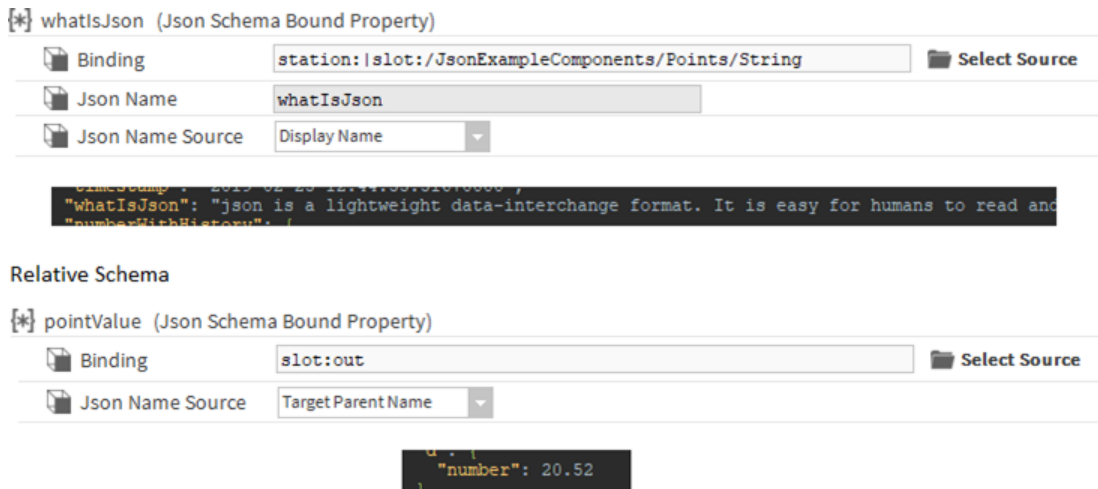 whatIsJson (Json Schema Bound Property)
Binding station:|slot:/JsonExampleComponents/Points/String Select Source
Json Name whatIsJson
Json Name Source Display Name
"whatIsJson": "json is a lightweight data-interchange format. It is easy for humans to read and
"numberWithHistory": {
Relative Schema
pointValue (Json Schema Bound Property)
Binding slot:out Select Source
Json Name Source Target Parent Name
"number": 20.52